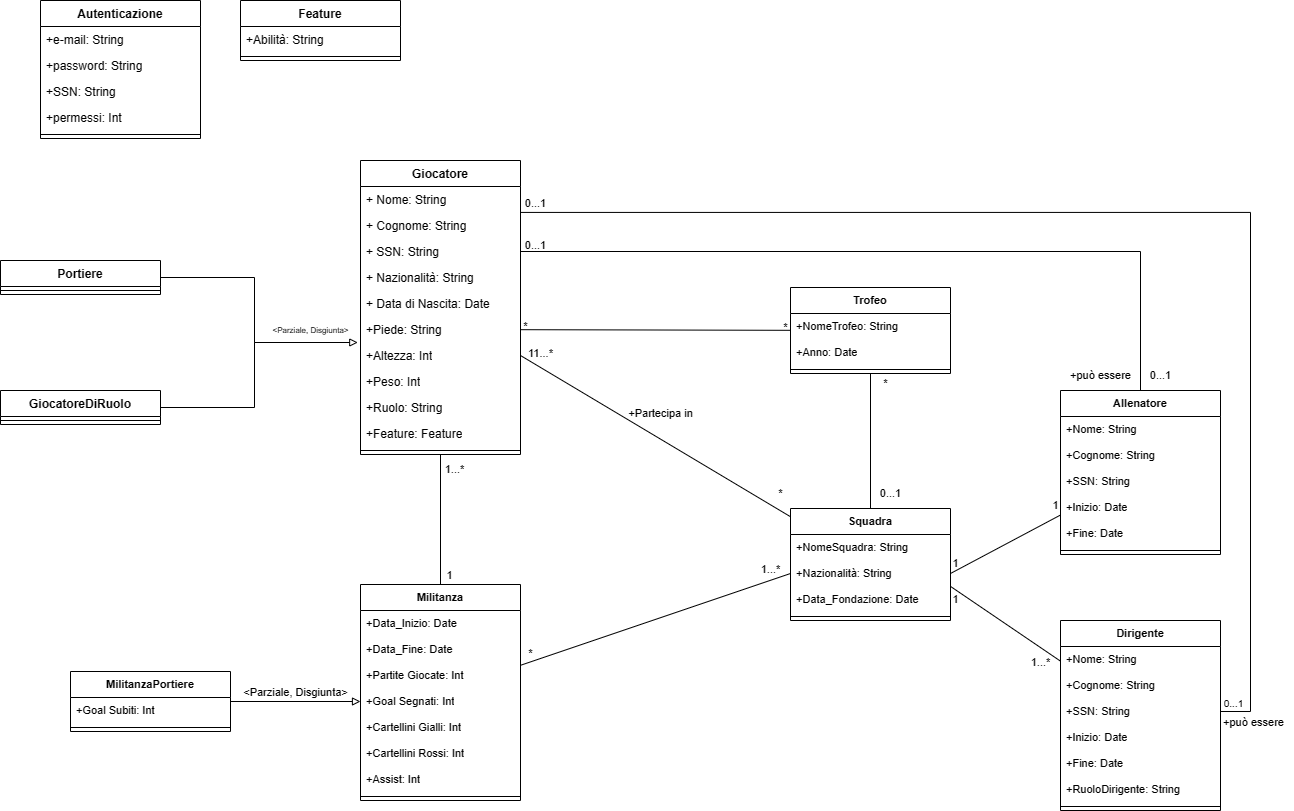 Autenticazione
+e-mail: String
+password: String
+SSN: String
+permessi: Int
Feature
+Abilità: String
Giocatore
+ Nome: String
+ Cognome: String
+ SSN: String
+ Nazionalità: String
+ Data di Nascita: Date
+Piede: String
+Altezza: Int
+Peso: Int
+Ruolo: String
+Feature: Feature
0...1
0...1
*
11...*
1...*
Portiere
GiocatoreDiRuolo
<Parziale, Disgiunta>
*
Trofeo
+NomeTrofeo: String
+Anno: Date
*
0...1
+Partecipa in
*
+può essere
0...1
Allenatore
+Nome: String
+Cognome: String
+SSN: String
+Inizio: Date
+Fine: Date
1
Squadra
+NomeSquadra: String
+Nazionalità: String
+Data_Fondazione: Date
1...*
1
1
1
Militanza
+Data_Inizio: Date
+Data_Fine: Date
+Partite Giocate: Int
+Goal Segnati: Int
+Cartellini Gialli: Int
+Cartellini Rossi: Int
+Assist: Int
*
MilitanzaPortiere
+Goal Subiti: Int
<Parziale, Disgiunta>
1...*
Dirigente
+Nome: String
+Cognome: String
+SSN: String
+Inizio: Date
+Fine: Date
+RuoloDirigente: String
0...1
+può essere